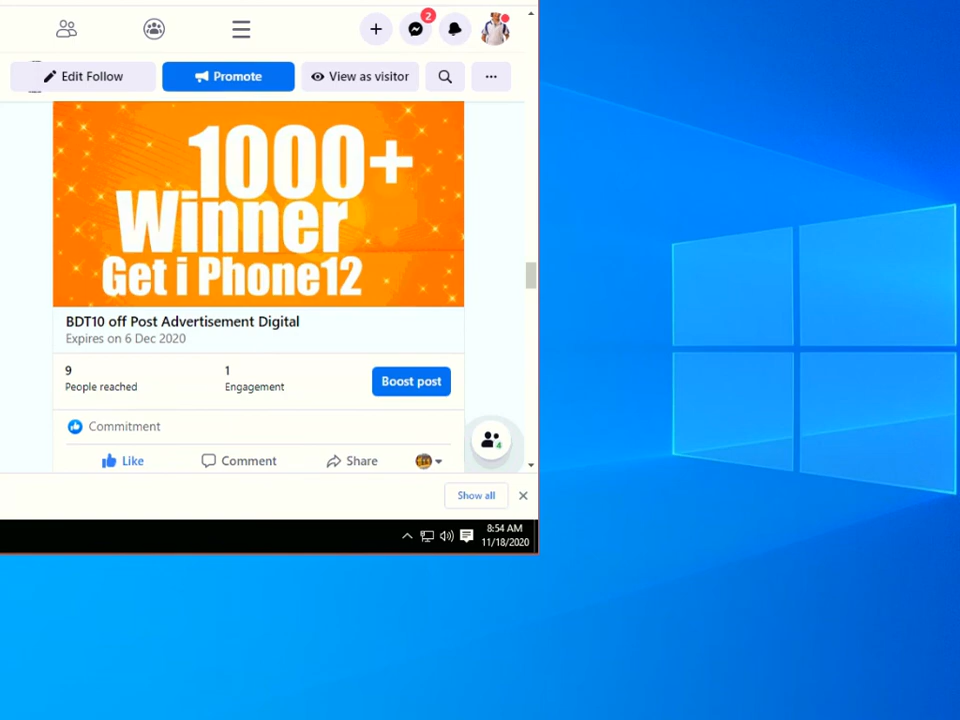 2
Edit Follow
Promote
View as visitor
1000+
Winner
Get i Phone12
BDT10 off Post Advertisement Digital
Expires on 6 Dec 2020
9
People reached
1
Engagement
Boost post
Commitment
Like
Comment
Share
4
Show all
8:54 AM
11/18/2020